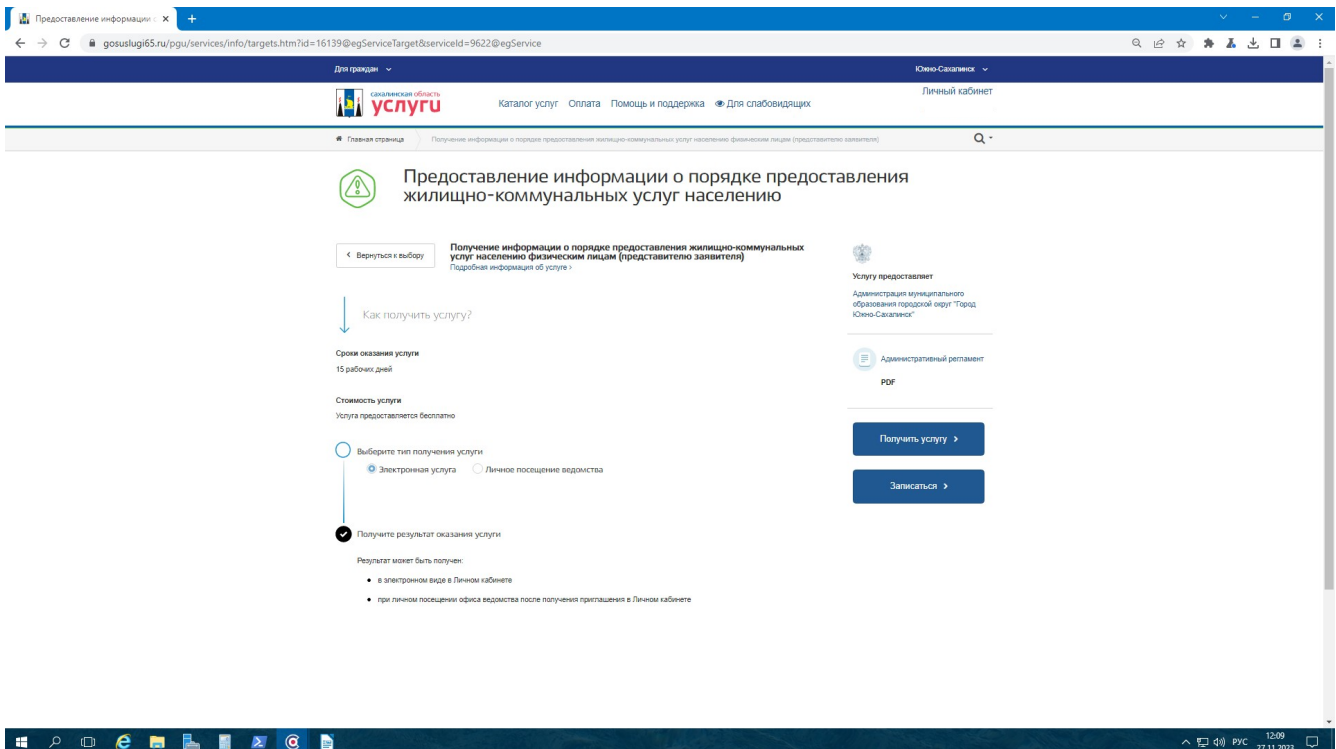 Предоставление информации с
gosuslugi65.ru/pgu/services/info/targets.htm?id=16139@egServiceTarget&serviceId=9622@egService
Для граждан
Южно-Сахалинск
сахалинская область
услуги
Каталог услуг Оплата Помощь и поддержка Для слабовидящих
Личный кабинет
Главная страница
Получение информации о порядке предоставления жилищно-коммунальных услуг населению физическим лицам (представителю заявителя)
Предоставление информации о порядке предоставления
жилищно-коммунальных услуг населению
Вернуться к выбору
Получение информации о порядке предоставления жилищно-коммунальных
услуг населению физическим лицам (представителю заявителя)
Подробная информация об услуге ›
Как получить услугу?
Сроки оказания услуги
15 рабочих дней
Стоимость услуги
Услуга предоставляется бесплатно
Выберите тип получения услуги
Электронная услуга Личное посещение ведомства
Получите результат оказания услуги
Результат может быть получен:
• в электронном виде в Личном кабинете
• при личном посещении офиса ведомства после получения приглашения в Личном кабинете
Услугу предоставляет
Администрация муниципального
образования городской округ "Город
Южно-Сахалинск"
Административный регламент
PDF
Получить услугу
Записаться
РУС
12:09
27.11.2023